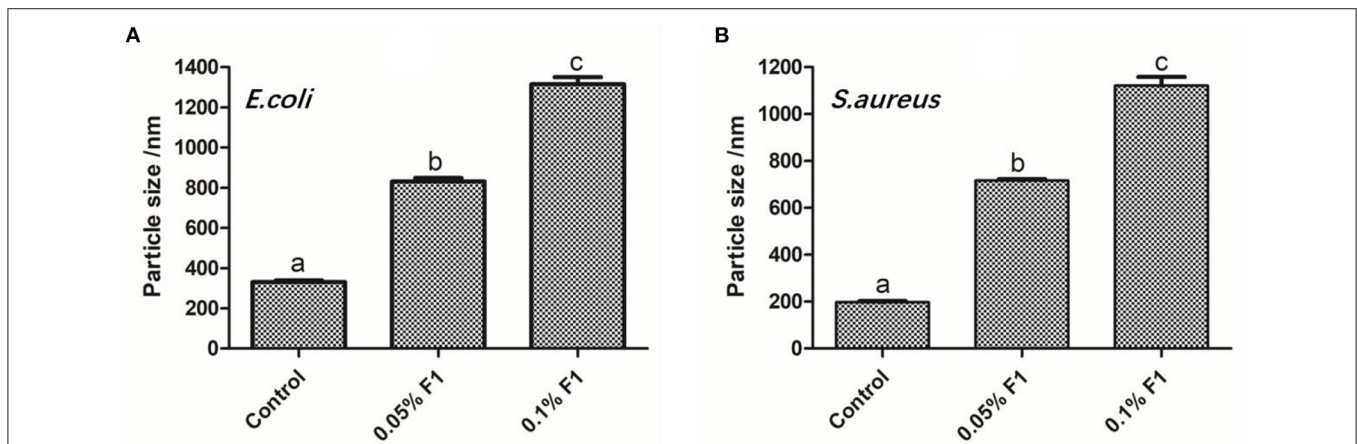 A
E.coli
Particle size /nm
1400
1200
1000
800
600
400
200
0
a
b
c
Control
0.05% F1
0.1% F1
B
S.aureus
Particle size /nm
1200
1000
800
600
400
200
0
a
b
c
Control
0.05% F1
0.1% F1